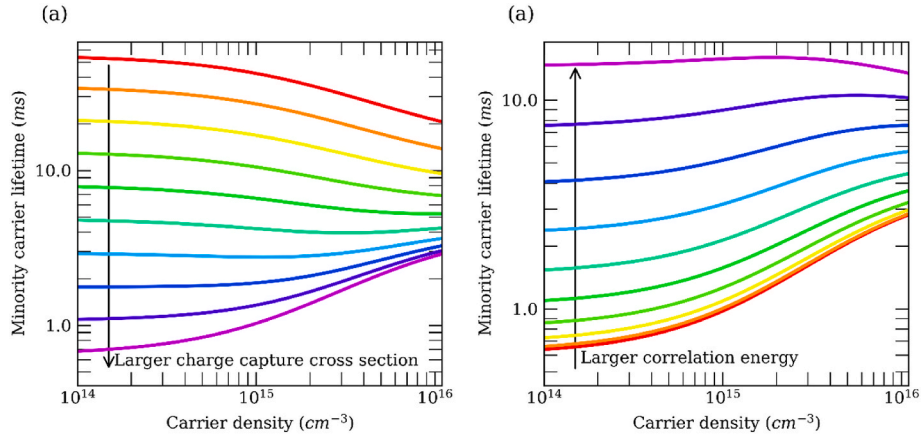 (a)
Minority carrier lifetime (ms)
10.0
1.0
Larger charge capture cross section
10^14
10^15
10^16
Carrier density (cm^−3)
(a)
Minority carrier lifetime (ms)
10.0
1.0
Larger correlation energy
10^14
10^15
10^16
Carrier density (cm^−3)